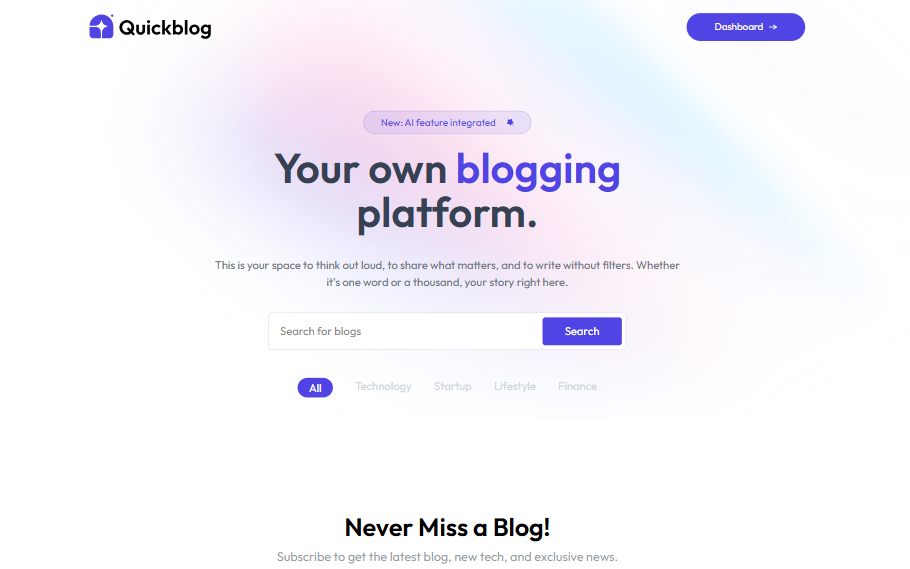 Quickblog
Dashboard →
New: AI feature integrated
Your own blogging
platform.
This is your space to think out loud, to share what matters, and to write without filters. Whether
it's one word or a thousand, your story right here.
Search for blogs
Search
All Technology Startup Lifestyle Finance
Never Miss a Blog!
Subscribe to get the latest blog, new tech, and exclusive news.